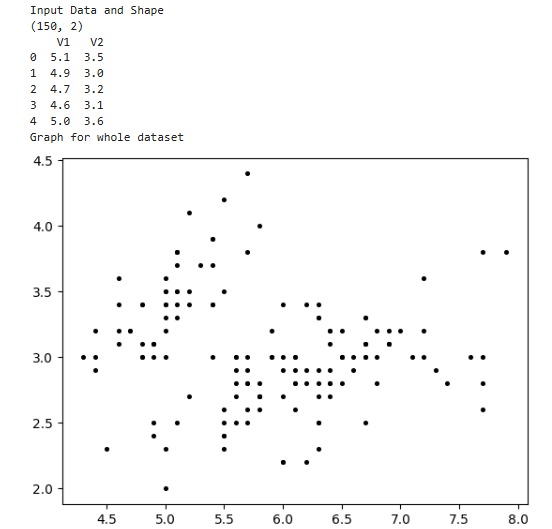 Input Data and Shape
(150, 2)
V1 V2
0 5.1 3.5
1 4.9 3.0
2 4.7 3.2
3 4.6 3.1
4 5.0 3.6
Graph for whole dataset
4.5
4.0
3.5
3.0
2.5
2.0
4.5 5.0 5.5 6.0 6.5 7.0 7.5 8.0